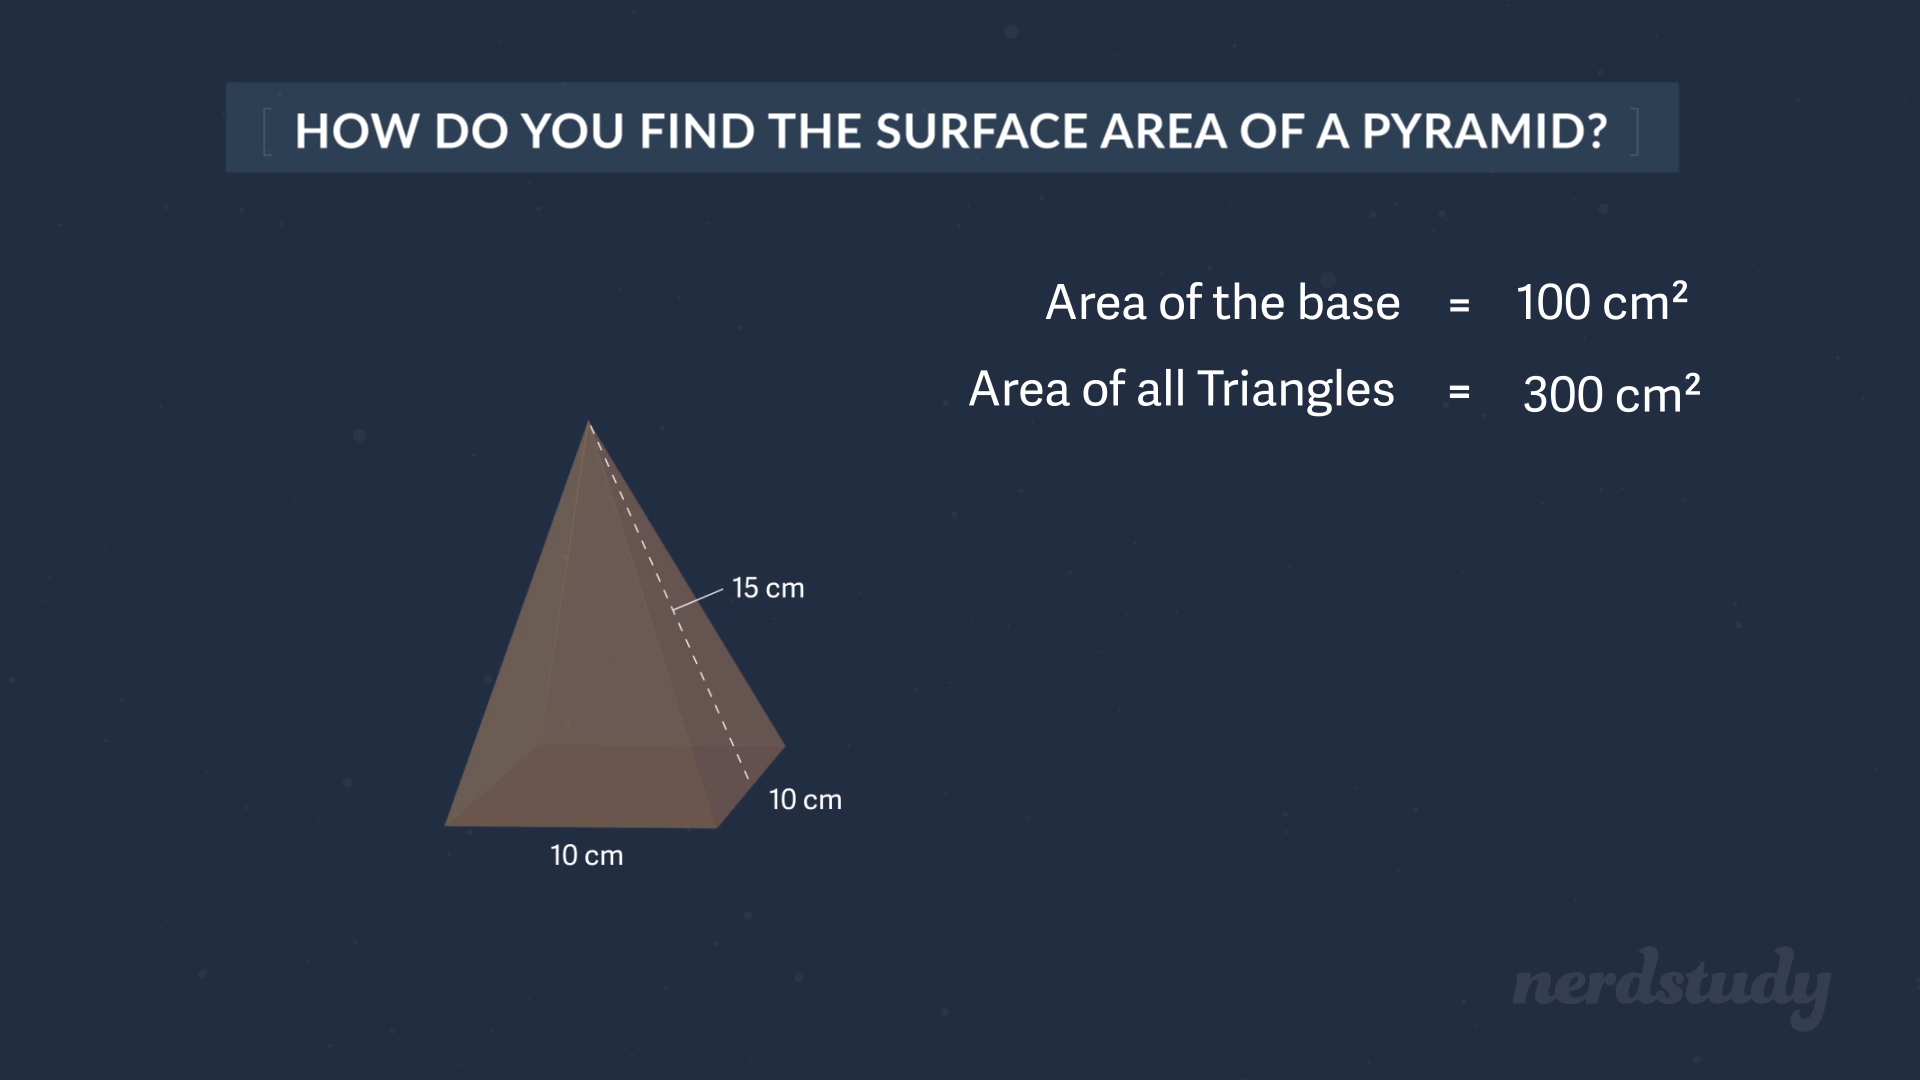 [ HOW DO YOU FIND THE SURFACE AREA OF A PYRAMID? ]
Area of the base = 100 cm²
Area of all Triangles = 300 cm²
15 cm
10 cm
10 cm
nerdstudy